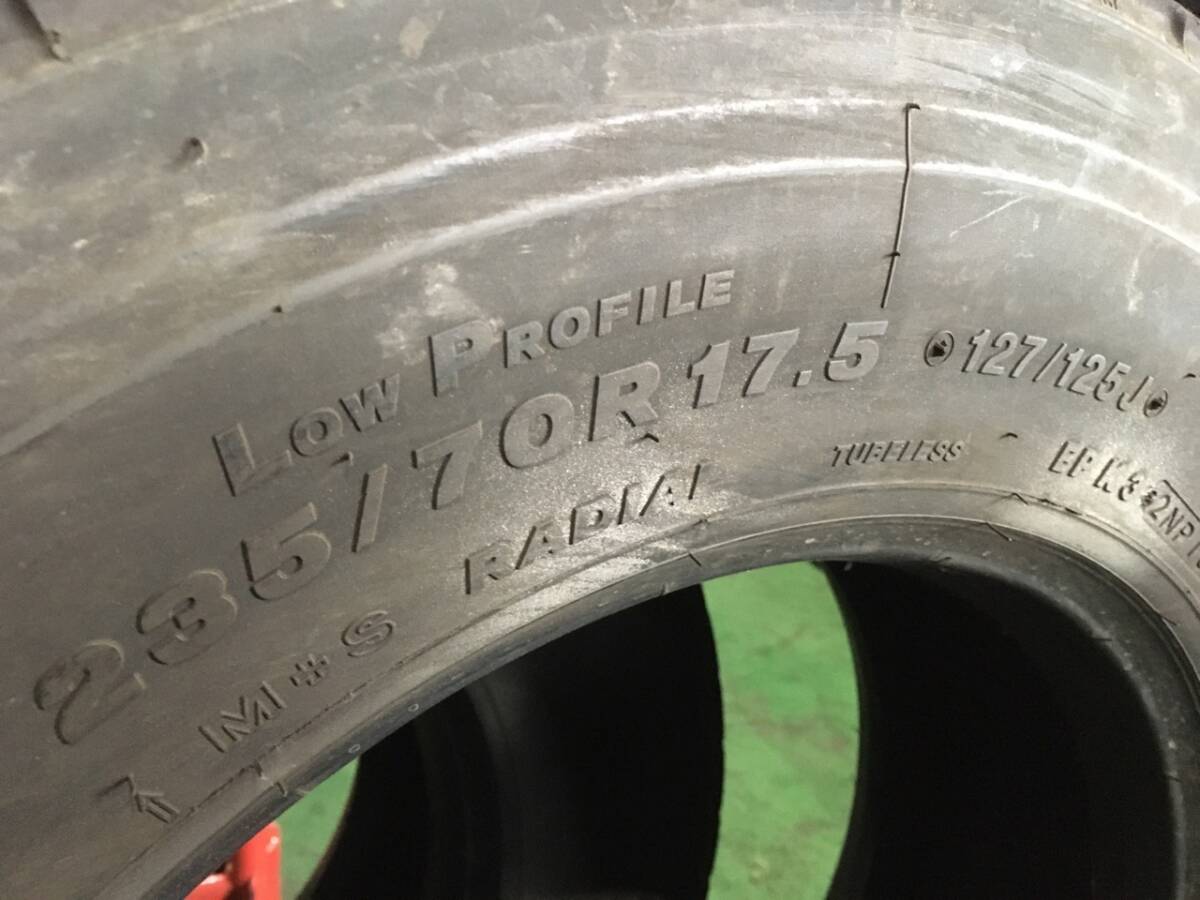 LOW PROFILE
235/70R17.5
127/125J
RADIAL
TUBELESS
M+S